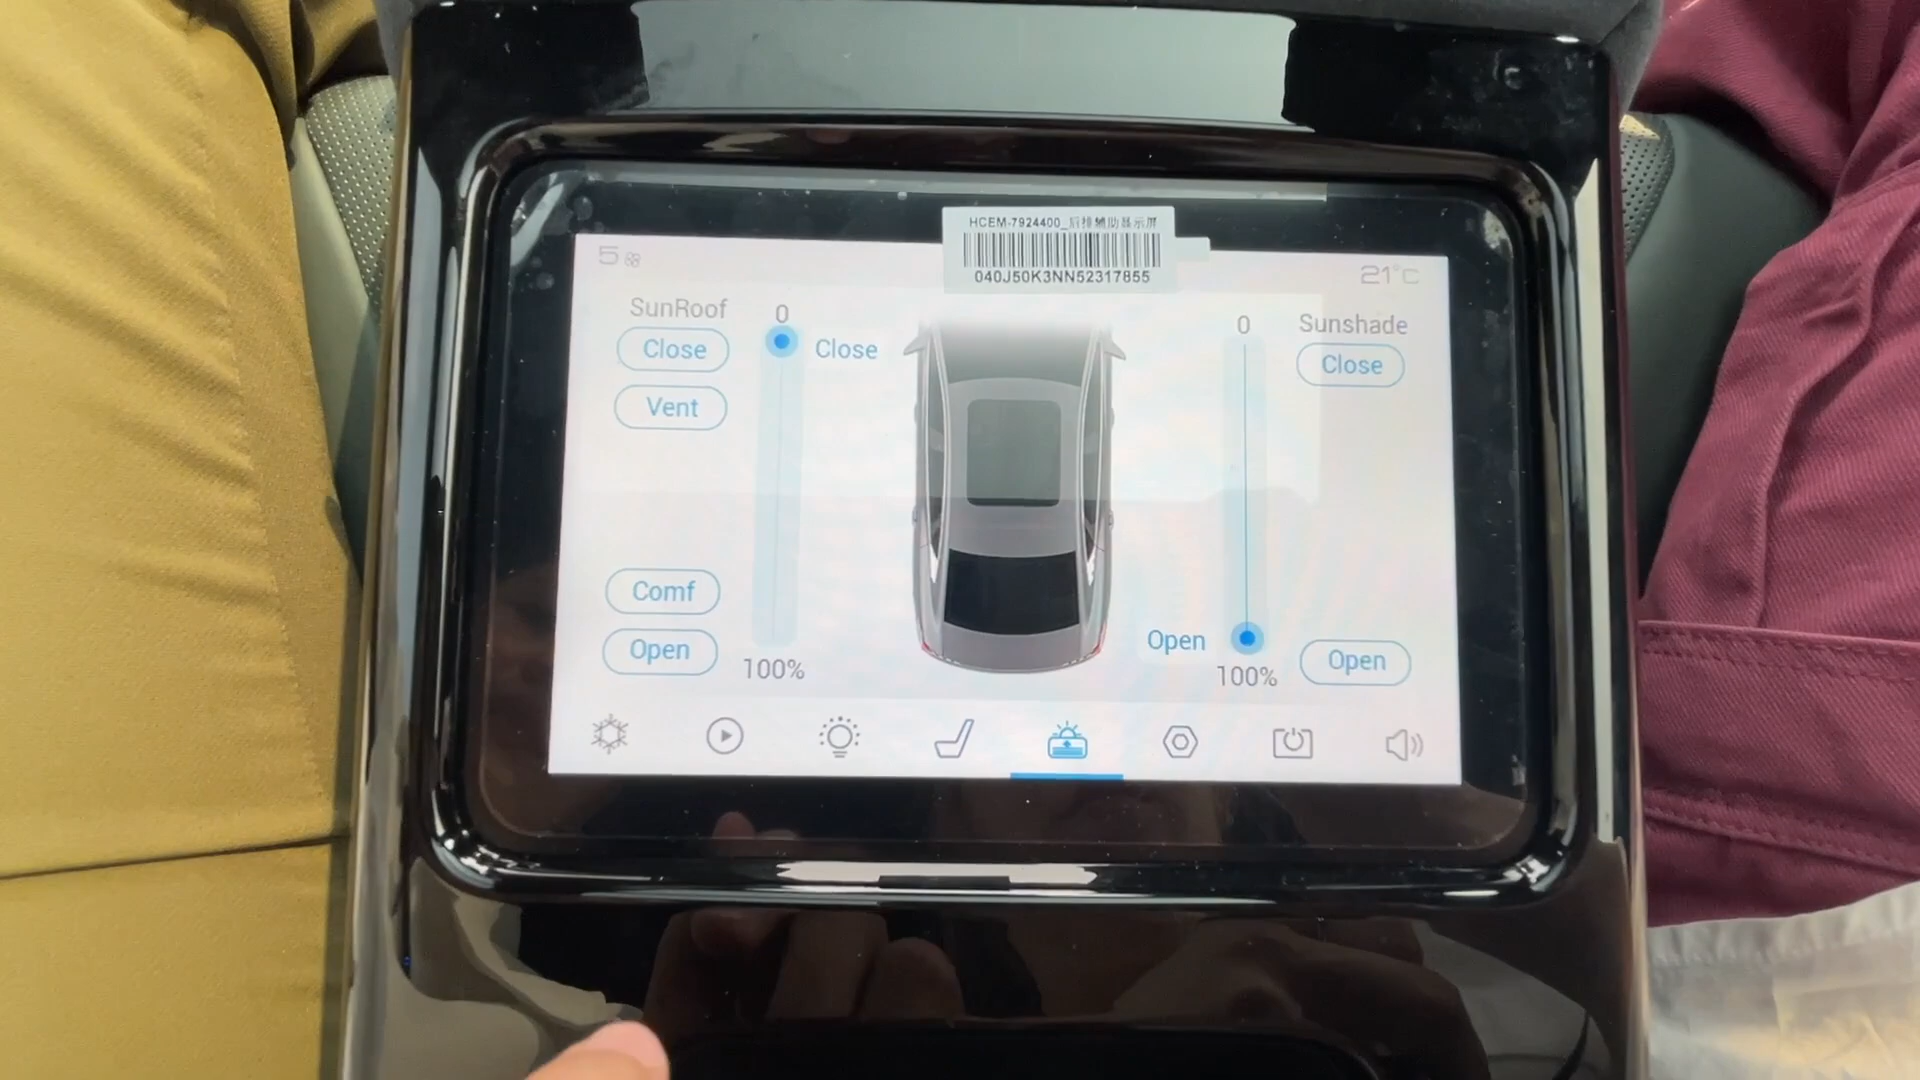 HCEM-7924400_后排辅助显示屏
040J50K3NN52317855
5
21°C
SunRoof
0
Close
Close
Vent
Comf
Open
100%
0
Sunshade
Close
Open
100%
Open